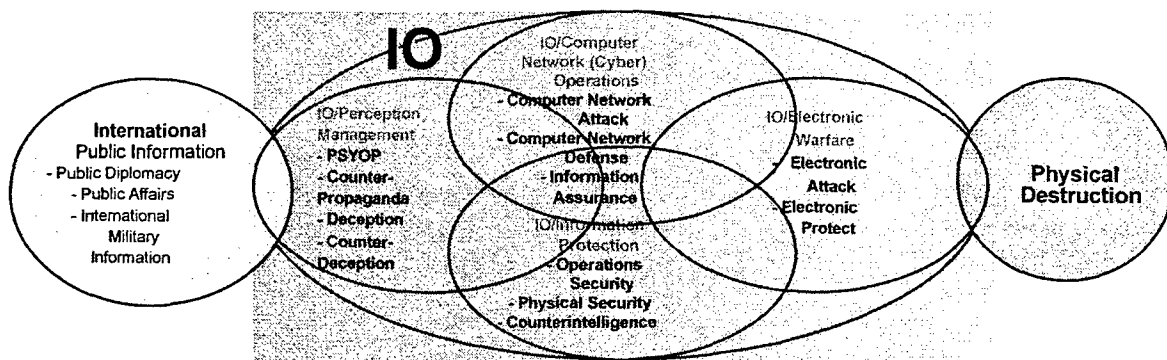 IO
International
Public Information
- Public Diplomacy
- Public Affairs
- International
Military
Information
IO/Perception
Management
- PSYOP
- Counter-
Propaganda
- Deception
- Counter-
Deception
IO/Computer
Network (Cyber)
Operations
- Computer Network
Attack
- Computer Network
Defense
- Information
Assurance
IO/Information
Protection
- Operations
Security
- Physical Security
- Counterintelligence
IO/Electronic
Warfare
- Electronic
Attack
- Electronic
Protect
Physical
Destruction